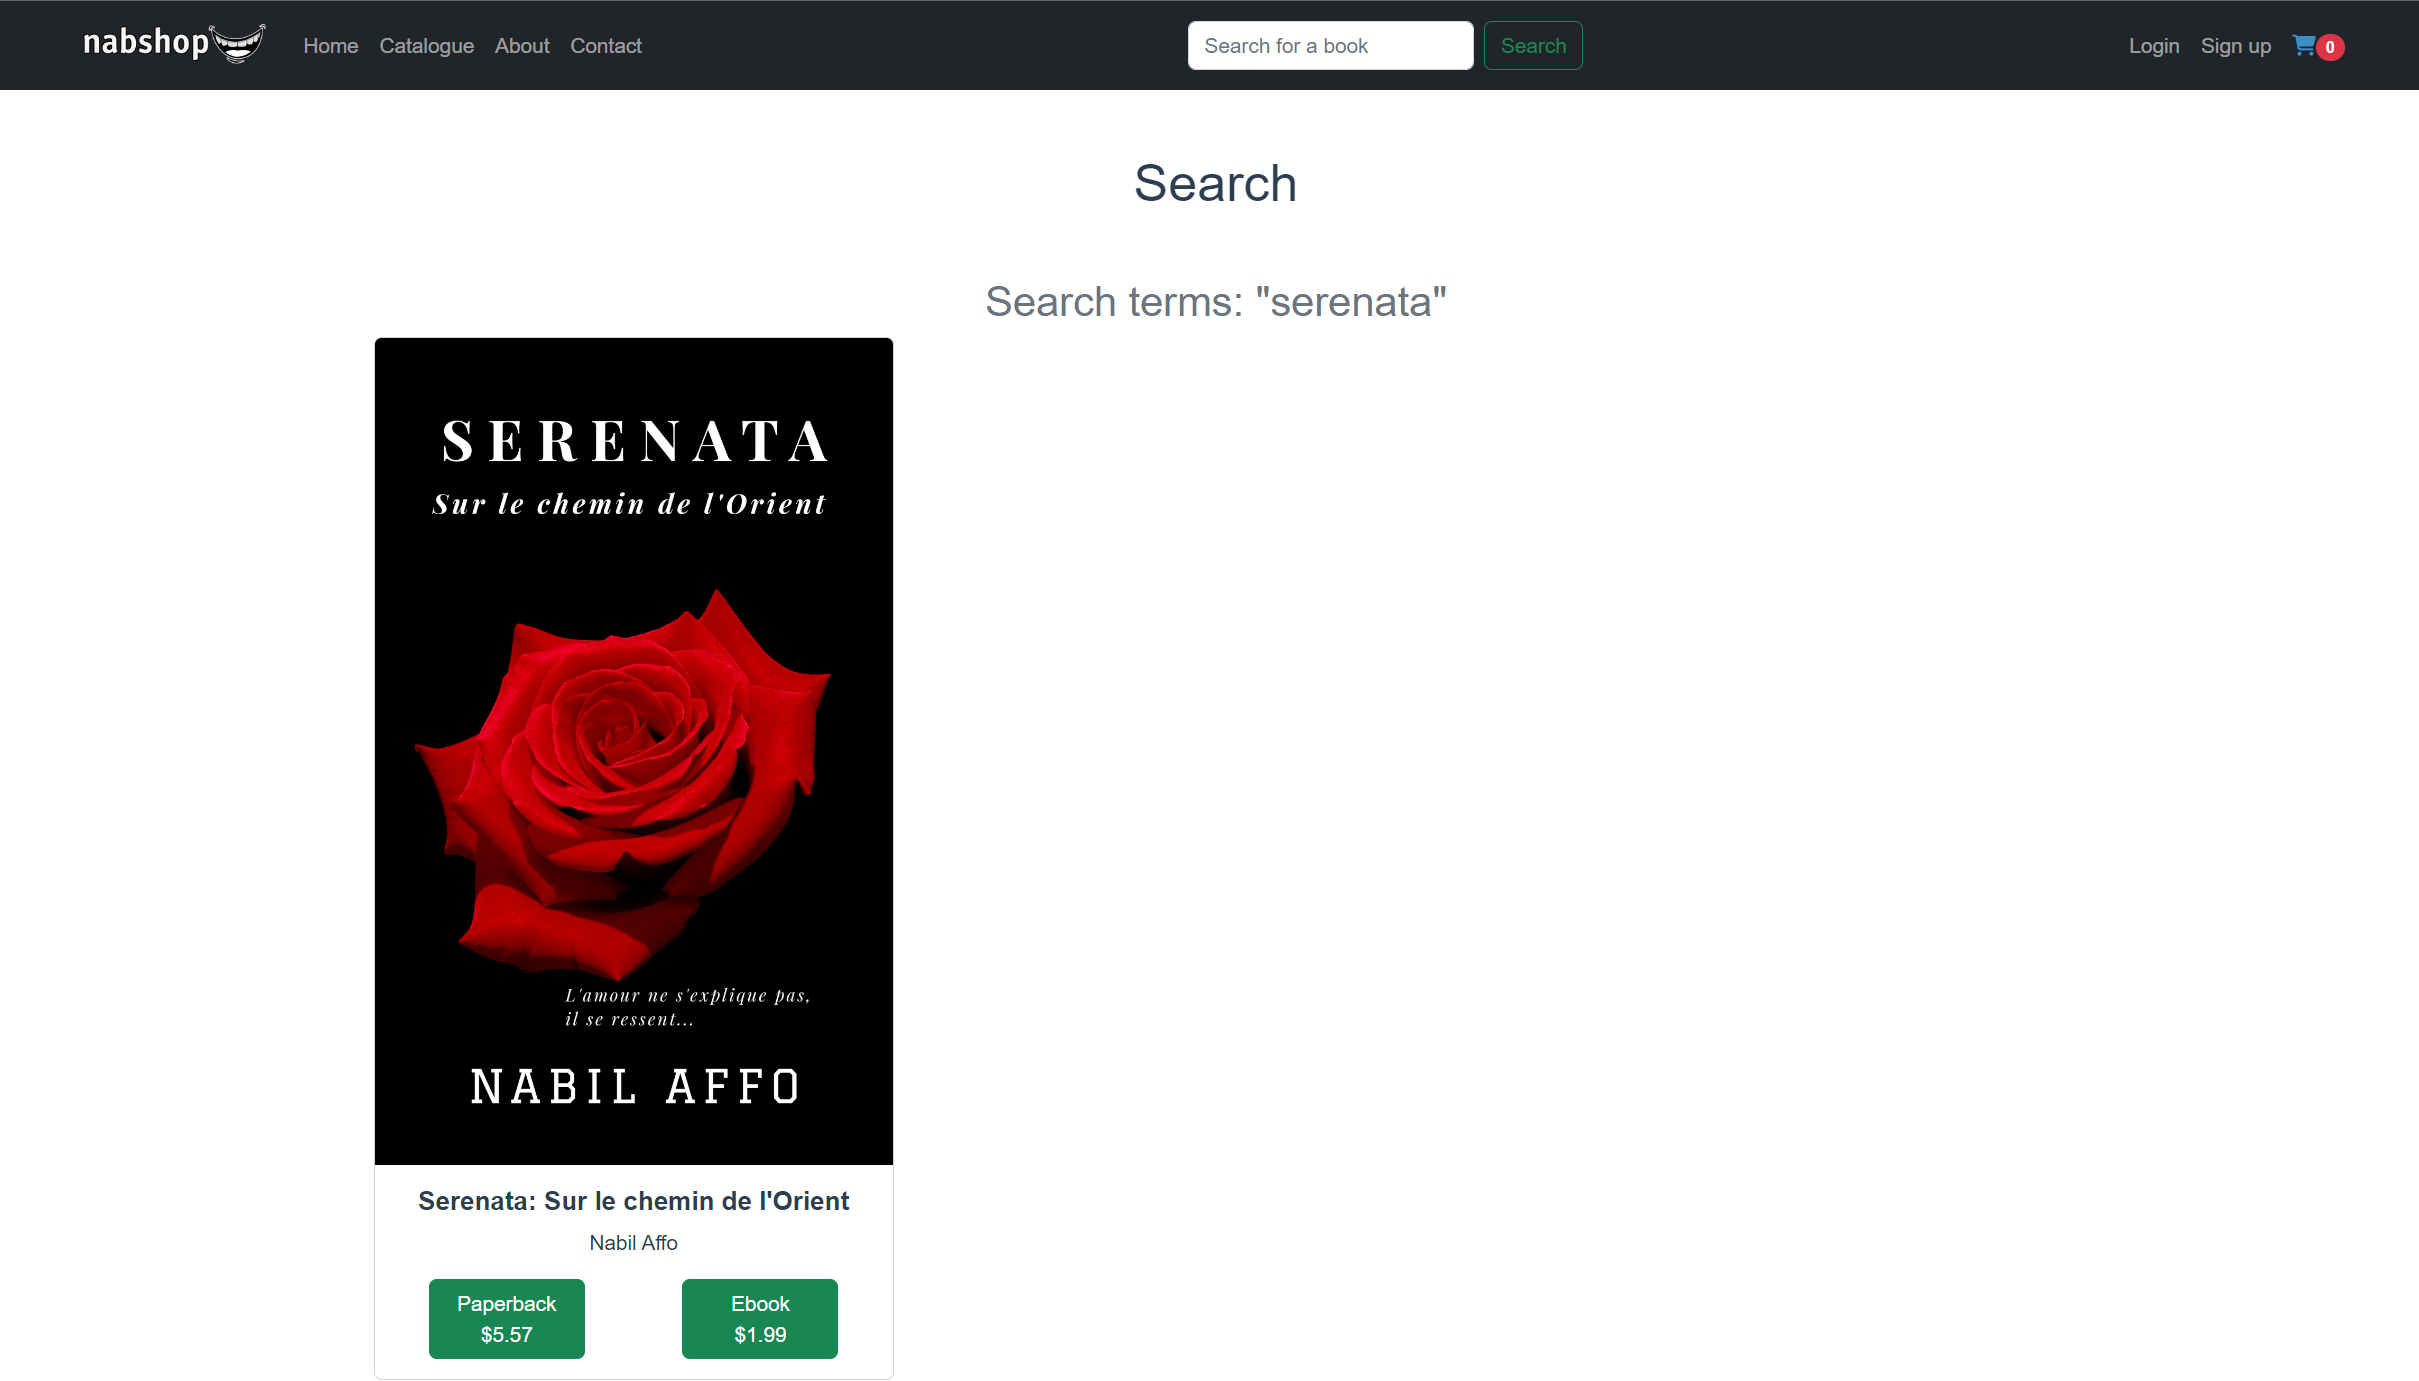 nabshop
Home Catalogue About Contact
Search for a book Search
Login Sign up 0
Search
Search terms: "serenata"
SERENATA
Sur le chemin de l'Orient
L'amour ne s'explique pas,
il se ressent...
NABIL AFFO
Serenata: Sur le chemin de l'Orient
Nabil Affo
Paperback
$5.57
Ebook
$1.99